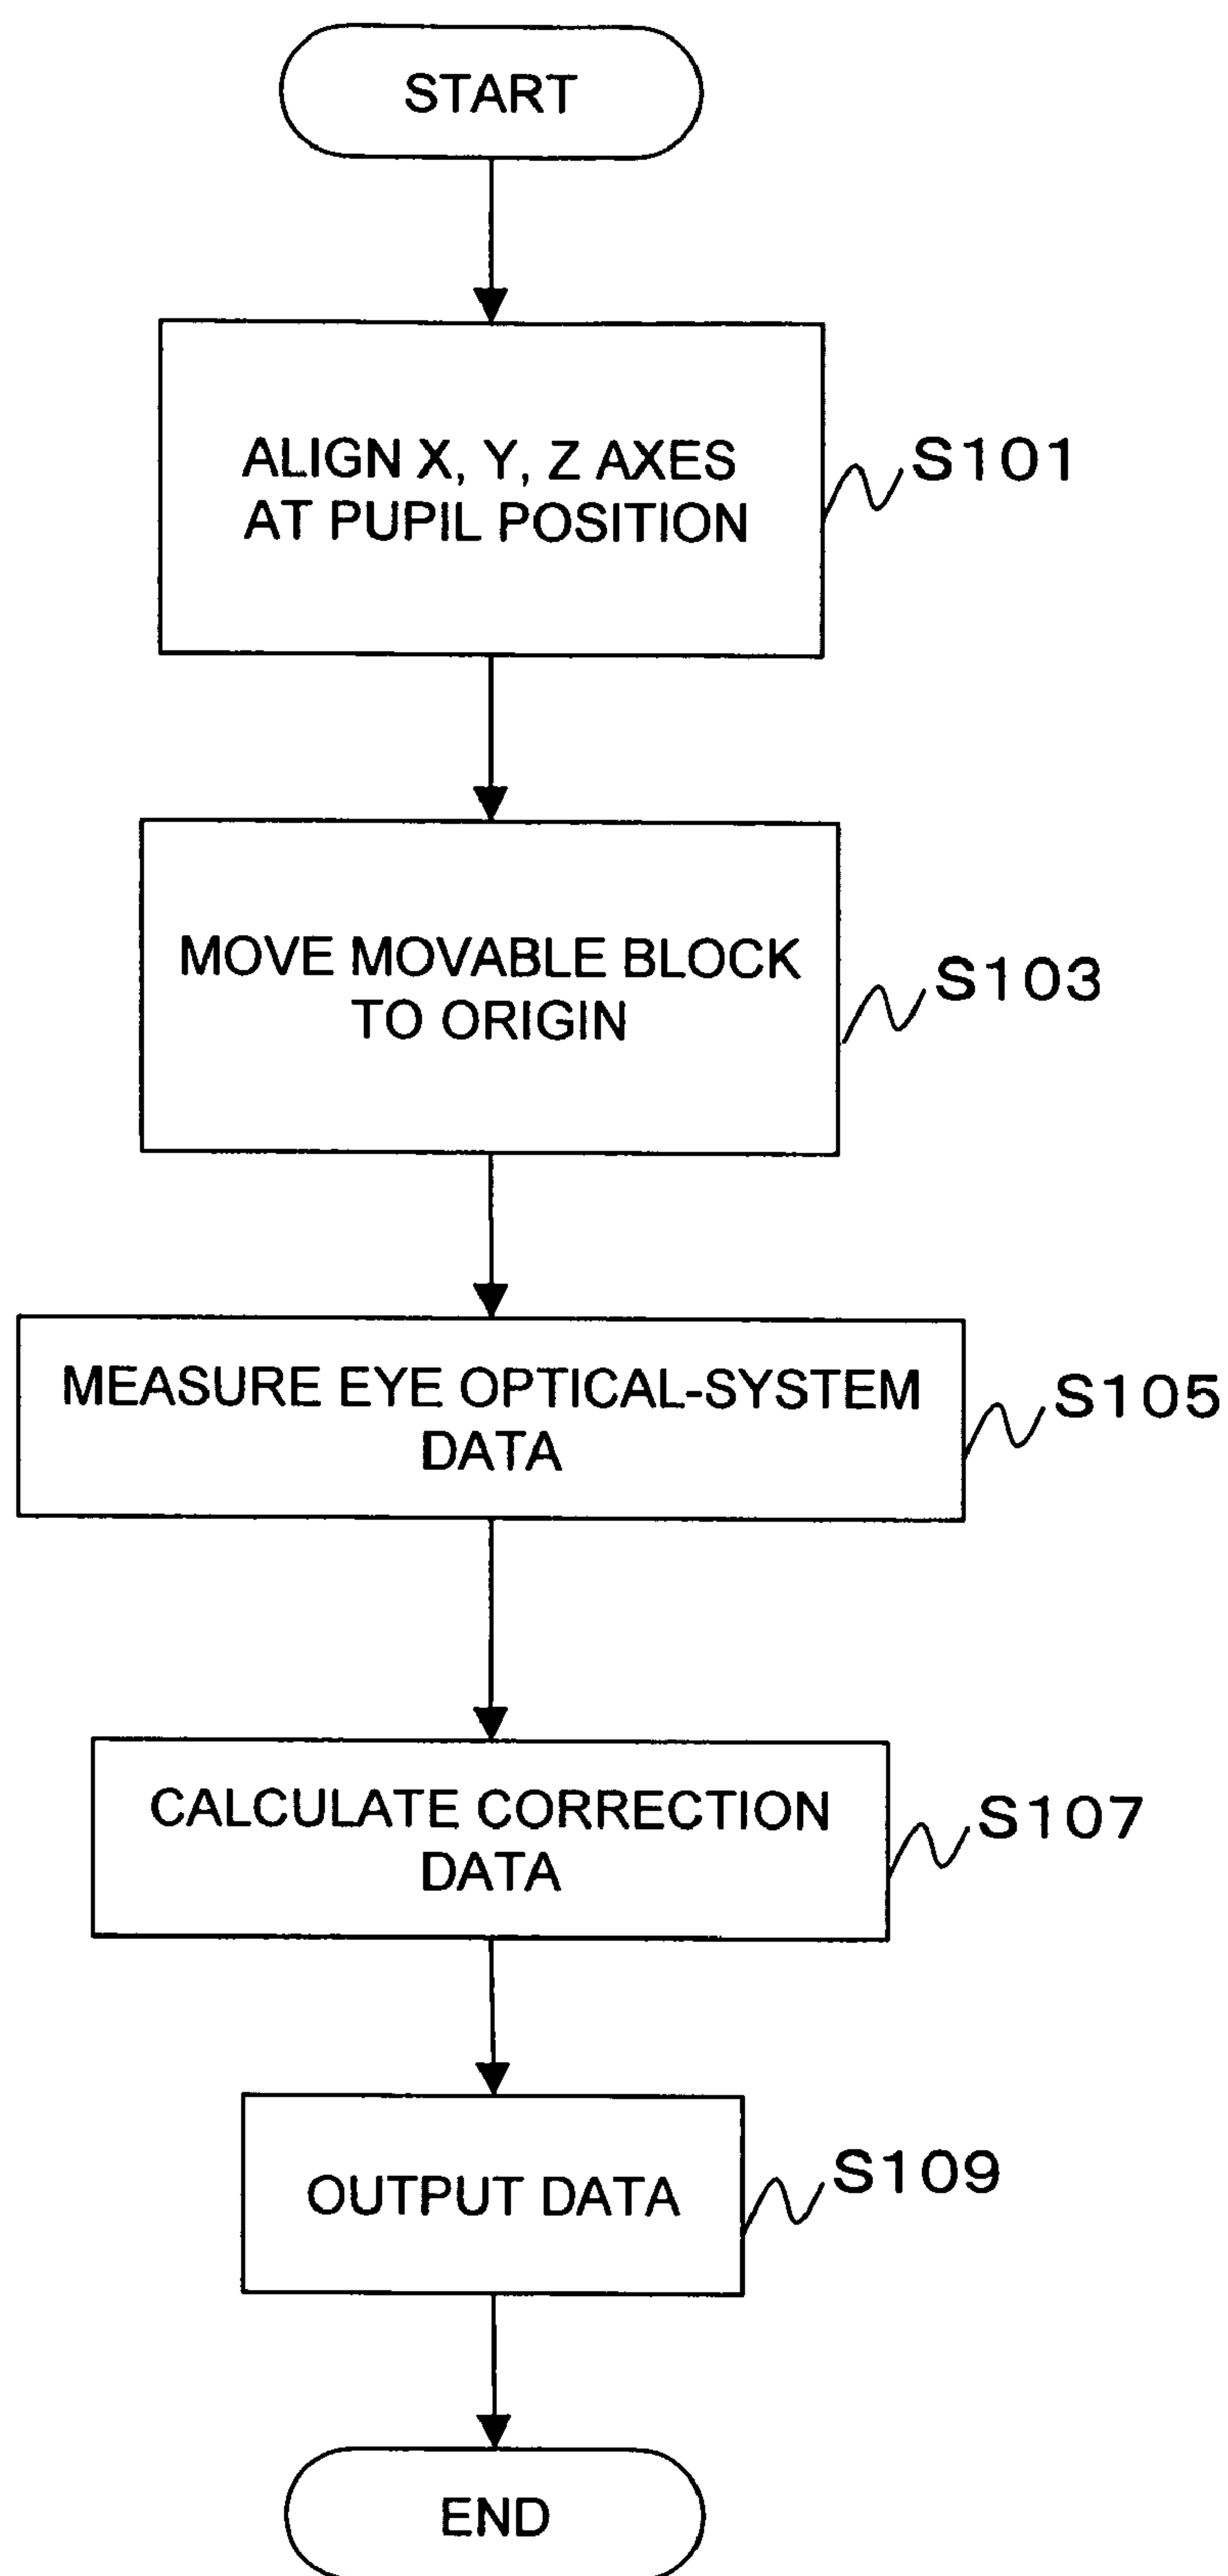 START
ALIGN X, Y, Z AXES
AT PUPIL POSITION
S101
MOVE MOVABLE BLOCK
TO ORIGIN
S103
MEASURE EYE OPTICAL-SYSTEM
DATA
S105
CALCULATE CORRECTION
DATA
S107
OUTPUT DATA
S109
END